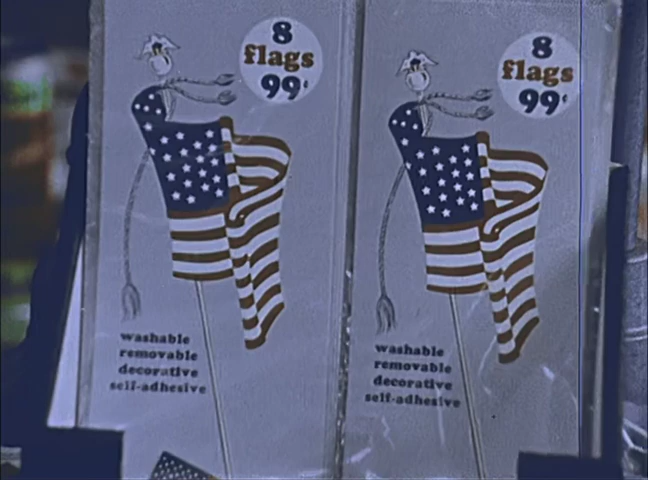 8
flags
99¢
washable
removable
decorative
self-adhesive
8
flags
99¢
washable
removable
decorative
self-adhesive